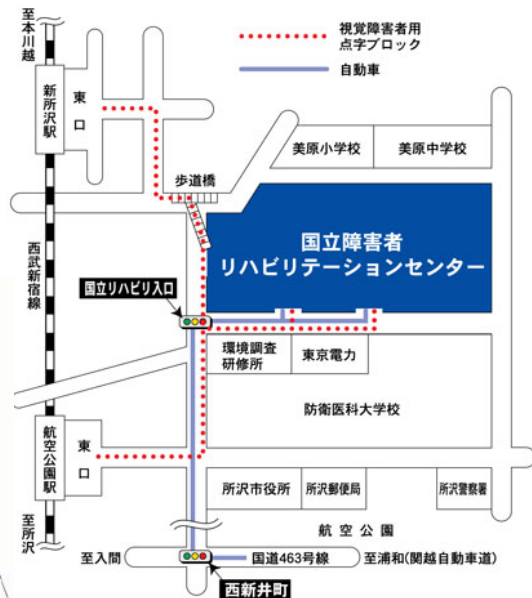 至本川越
視覚障害者用
点字ブロック
自動車
新所沢駅
東口
美原小学校
美原中学校
歩道橋
国立障害者
リハビリテーションセンター
西武新宿線
国立リハビリ入口
環境調査
研修所
東京電力
防衛医科大学校
航空公園駅
東口
所沢市役所
所沢郵便局
所沢警察署
至所沢
航空公園
至入間
国道463号線
至浦和(関越自動車道)
西新井町